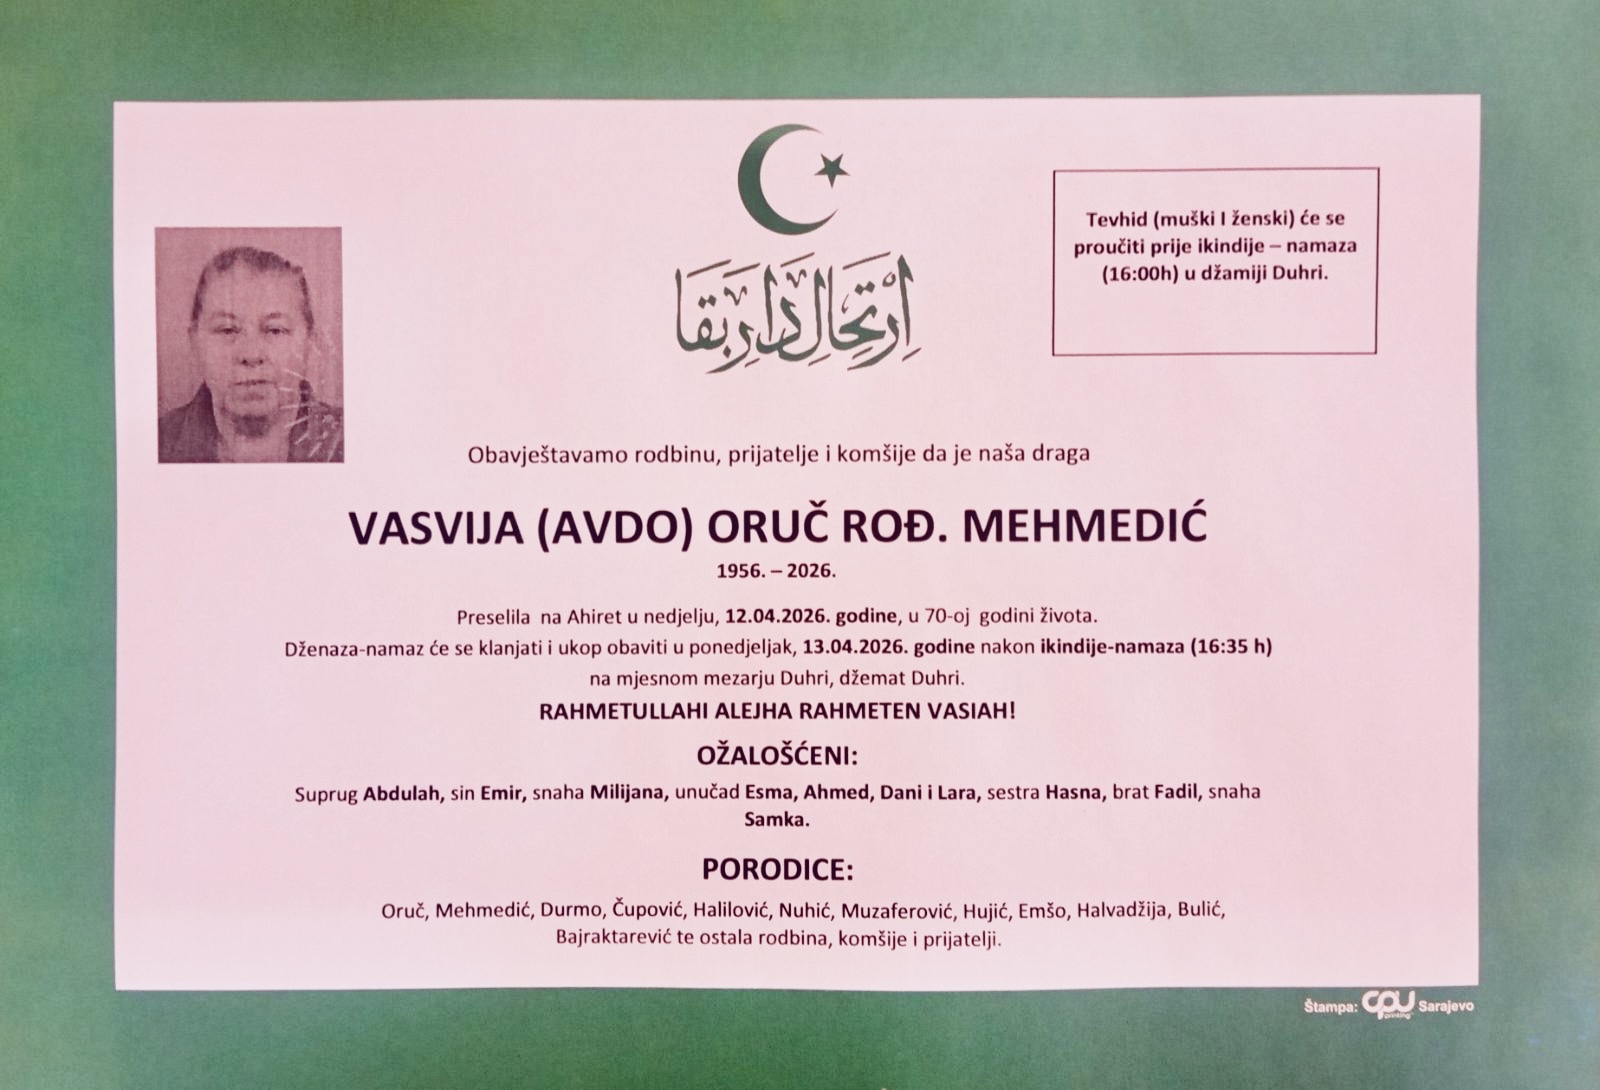 اِرْتِحَالِ دَارِ بَقَا
Tevhid (muški I ženski) će se
proučiti prije ikindije – namaza
(16:00h) u džamiji Duhri.
Obavještavamo rodbinu, prijatelje i komšije da je naša draga
VASVIJA (AVDO) ORUČ ROĐ. MEHMEDIĆ
1956. – 2026.
Preselila na Ahiret u nedjelju, 12.04.2026. godine, u 70-oj godini života.
Dženaza-namaz će se klanjati i ukop obaviti u ponedjeljak, 13.04.2026. godine nakon ikindije-namaza (16:35 h)
na mjesnom mezarju Duhri, džemat Duhri.
RAHMETULLAHI ALEJHA RAHMETEN VASIAH!
OŽALOŠĆENI:
Suprug Abdulah, sin Emir, snaha Milijana, unučad Esma, Ahmed, Dani i Lara, sestra Hasna, brat Fadil, snaha
Samka.
PORODICE:
Oruč, Mehmedić, Durmo, Čupović, Halilović, Nuhić, Muzaferović, Hujić, Emšo, Halvadžija, Bulić,
Bajraktarević te ostala rodbina, komšije i prijatelji.
Štampa: CPU printing Sarajevo